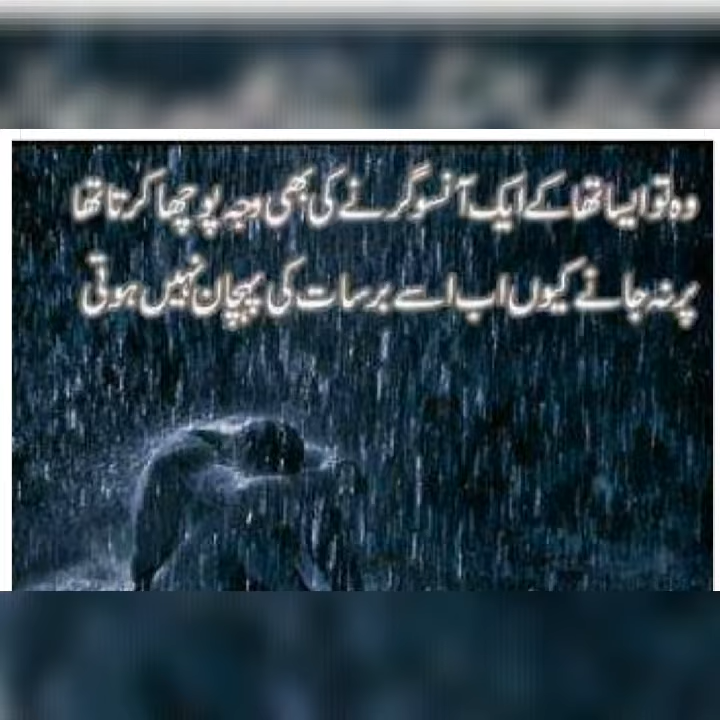 وہ تو ایسا تھا کے ایک آنسو گرنے کی بھی وجہ پوچھا کرتا تھا
پر نہ جانے کیوں اب اسے برسات کی پہچان نہیں ہوتی